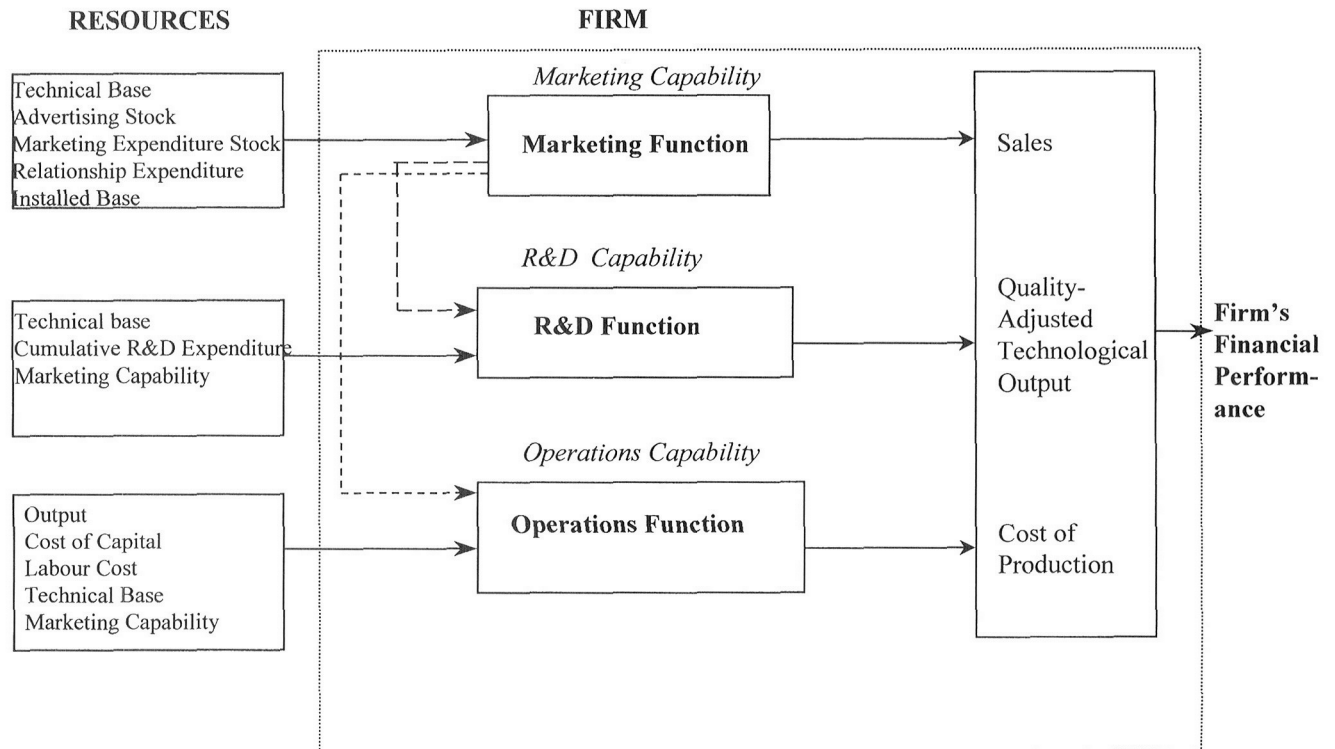 RESOURCES
FIRM
Technical Base
Advertising Stock
Marketing Expenditure Stock
Relationship Expenditure
Installed Base
Marketing Capability
Marketing Function
Sales
Technical base
Cumulative R&D Expenditure
Marketing Capability
R&D Capability
R&D Function
Quality-
Adjusted
Technological
Output
Firm's
Financial
Perform-
ance
Output
Cost of Capital
Labour Cost
Technical Base
Marketing Capability
Operations Capability
Operations Function
Cost of
Production